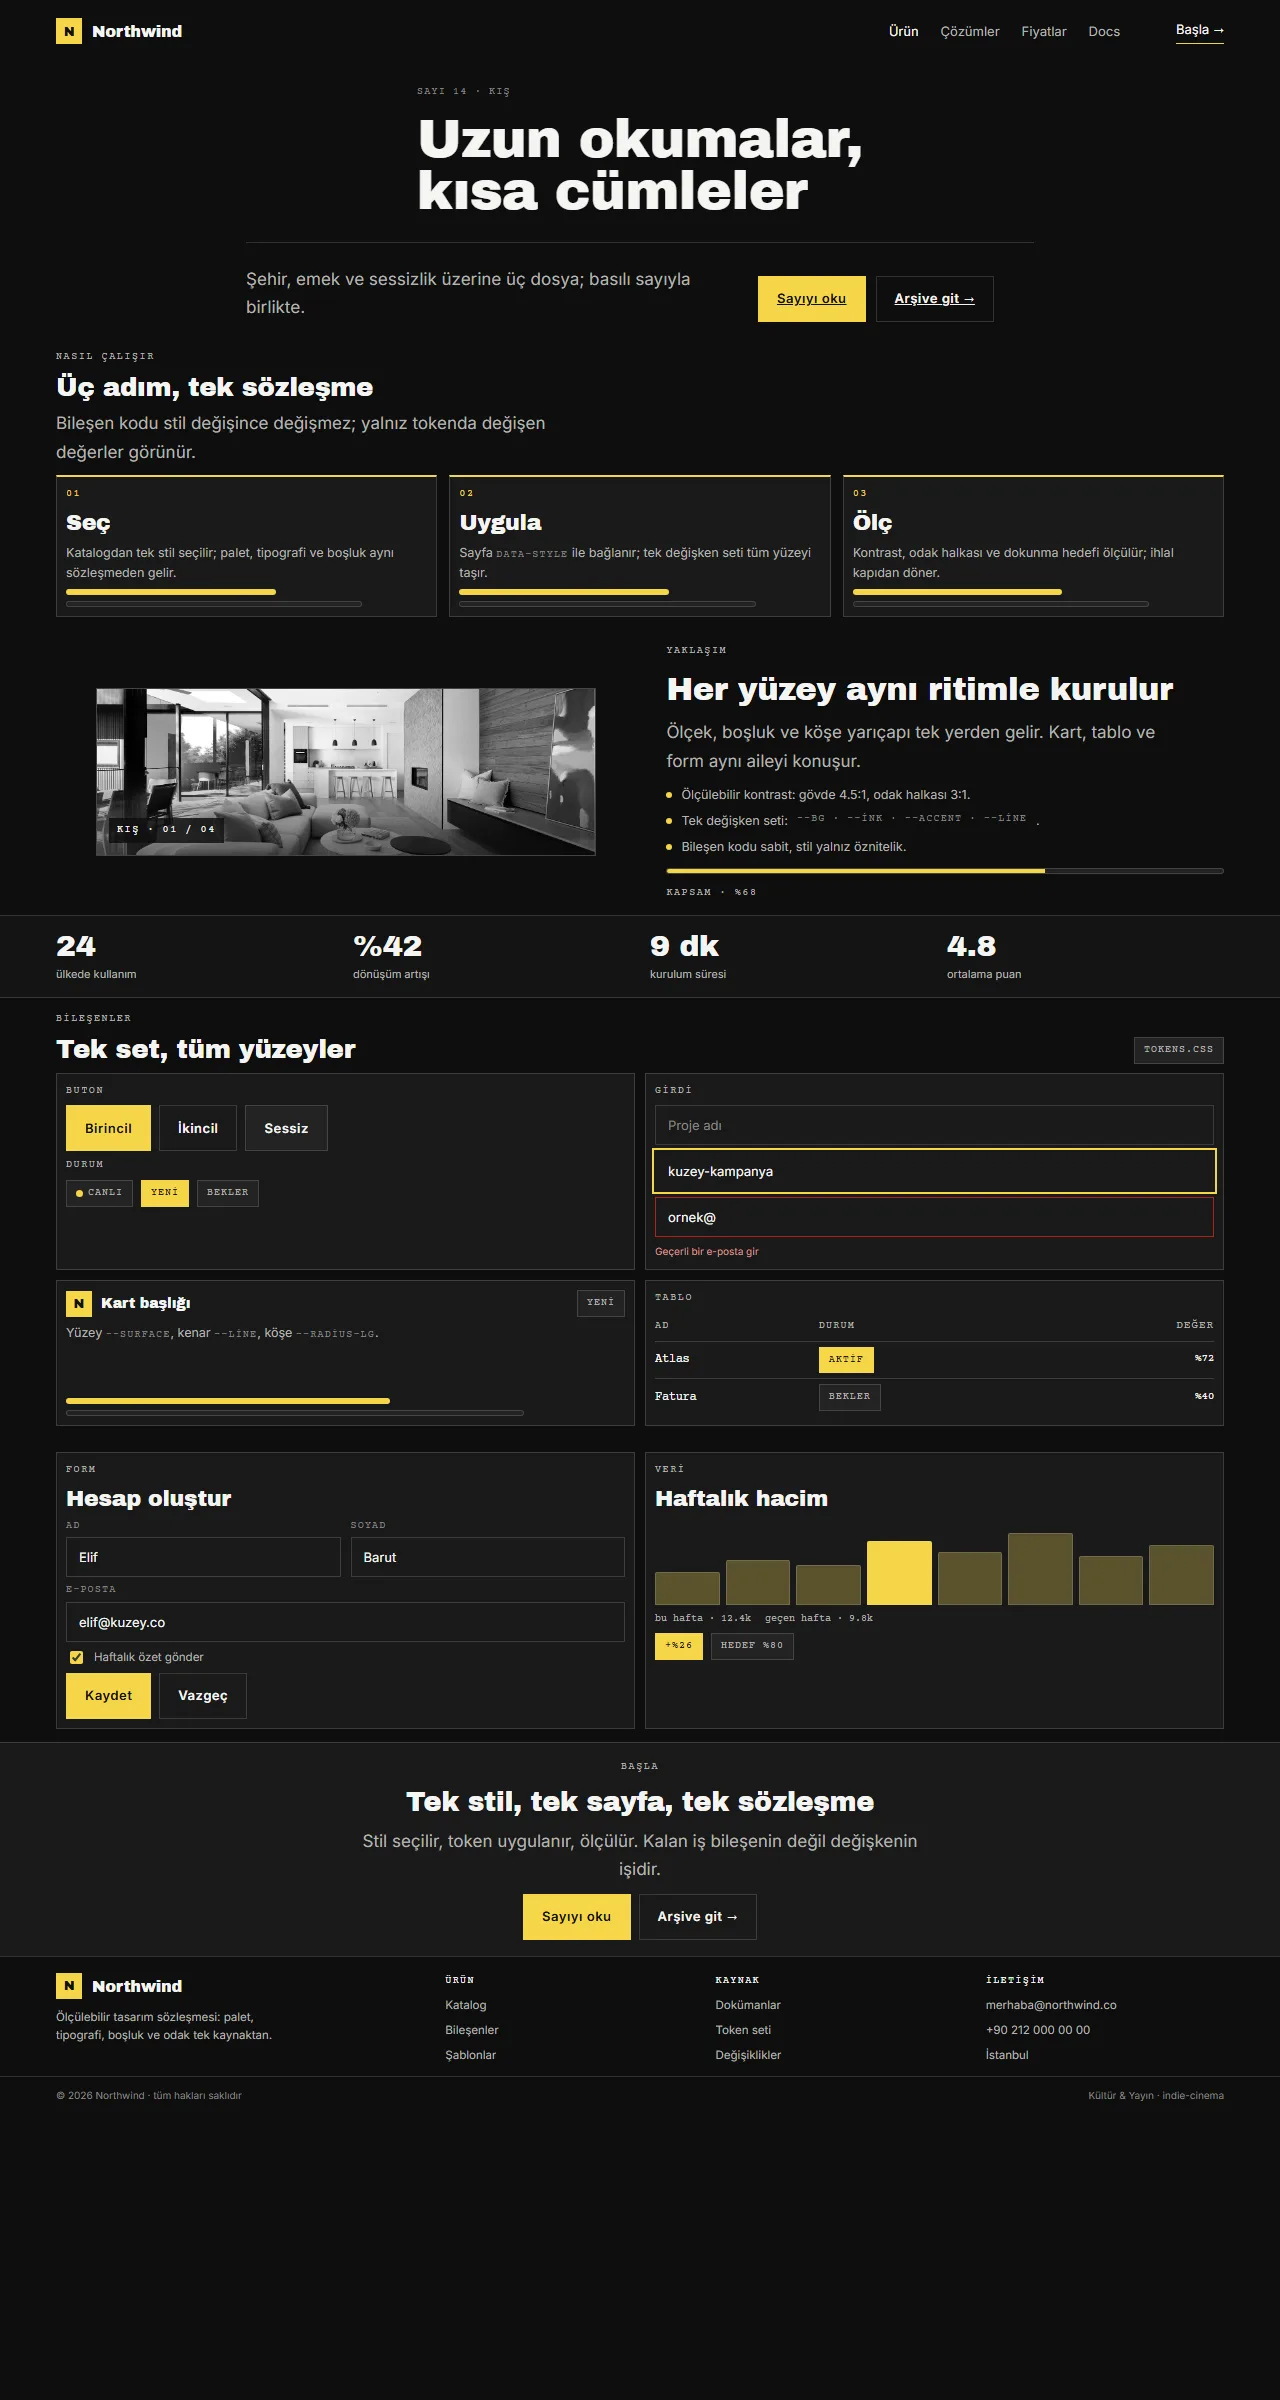 N Northwind
Ürün Çözümler Fiyatlar Docs Başla →
SAYI 14 · KIŞ
Uzun okumalar,
kısa cümleler
Şehir, emek ve sessizlik üzerine üç dosya; basılı sayıyla
birlikte.
Sayıyı oku Arşive git →
NASIL ÇALIŞIR
Üç adım, tek sözleşme
Bileşen kodu stil değişince değişmez; yalnız tokenda değişen
değerler görünür.
01
Seç
Katalogdan tek stil seçilir; palet, tipografi ve boşluk aynı
sözleşmeden gelir.
02
Uygula
Sayfa DATA-STYLE ile bağlanır; tek değişken seti tüm yüzeyi
taşır.
03
Ölç
Kontrast, odak halkası ve dokunma hedefi ölçülür; ihlal
kapıdan döner.
KIŞ · 01 / 04
YAKLAŞIM
Her yüzey aynı ritimle kurulur
Ölçek, boşluk ve köşe yarıçapı tek yerden gelir. Kart, tablo ve
form aynı aileyi konuşur.
Ölçülebilir kontrast: gövde 4.5:1, odak halkası 3:1.
Tek değişken seti: --BG · --İNK · --ACCENT · --LİNE .
Bileşen kodu sabit, stil yalnız öznitelik.
KAPSAM · %68
24
ülkede kullanım
%42
dönüşüm artışı
9 dk
kurulum süresi
4.8
ortalama puan
BİLEŞENLER
Tek set, tüm yüzeyler
TOKENS.CSS
BUTON
Birincil İkincil Sessiz
DURUM
CANLI YENİ BEKLER
GİRDİ
Proje adı
kuzey-kampanya
ornek@
Geçerli bir e-posta gir
N Kart başlığı YENİ
Yüzey --SURFACE, kenar --LİNE, köşe --RADİUS-LG.
TABLO
AD DURUM DEĞER
Atlas AKTİF %72
Fatura BEKLER %40
FORM
Hesap oluştur
AD SOYAD
Elif Barut
E-POSTA
elif@kuzey.co
Haftalık özet gönder
Kaydet Vazgeç
VERİ
Haftalık hacim
bu hafta · 12.4k geçen hafta · 9.8k
+%26 HEDEF %80
BAŞLA
Tek stil, tek sayfa, tek sözleşme
Stil seçilir, token uygulanır, ölçülür. Kalan iş bileşenin değil değişkenin
işidir.
Sayıyı oku Arşive git →
N Northwind
Ölçülebilir tasarım sözleşmesi: palet,
tipografi, boşluk ve odak tek kaynaktan.
ÜRÜN
Katalog
Bileşenler
Şablonlar
KAYNAK
Dokümanlar
Token seti
Değişiklikler
İLETİŞİM
merhaba@northwind.co
+90 212 000 00 00
İstanbul
© 2026 Northwind · tüm hakları saklıdır
Kültür & Yayın · indie-cinema